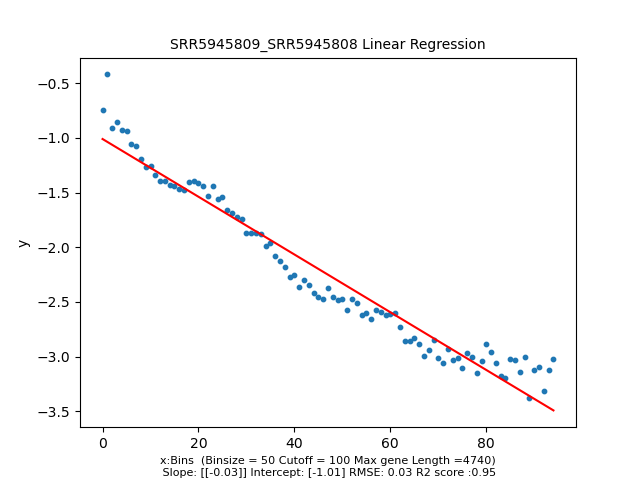 SRR5945809_SRR5945808 Linear Regression
−0.5
−1.0
−1.5
−2.0
−2.5
−3.0
−3.5
y
0 20 40 60 80
x:Bins  (Binsize = 50 Cutoff = 100 Max gene Length =4740)
Slope: [[-0.03]] Intercept: [-1.01] RMSE: 0.03 R2 score :0.95